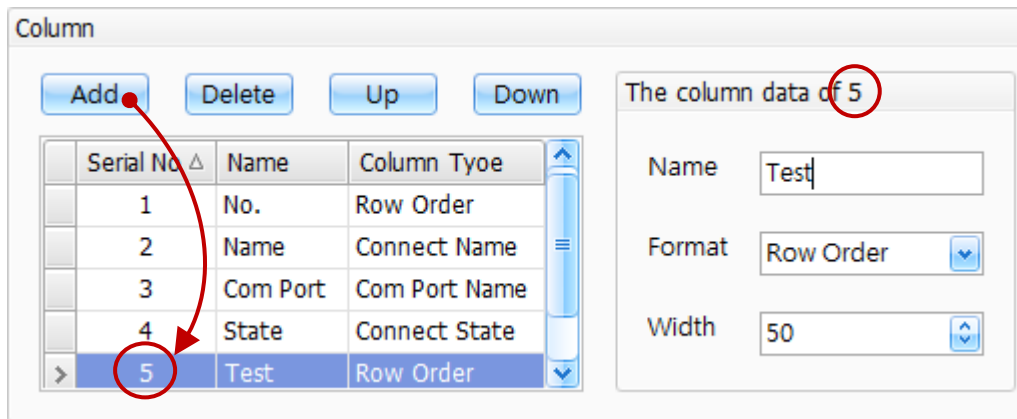 Column
Add Delete Up Down
Serial No Name Column Tyoe
1 No. Row Order
2 Name Connect Name
3 Com Port Com Port Name
4 State Connect State
5 Test Row Order
The column data of 5
Name Test
Format Row Order
Width 50